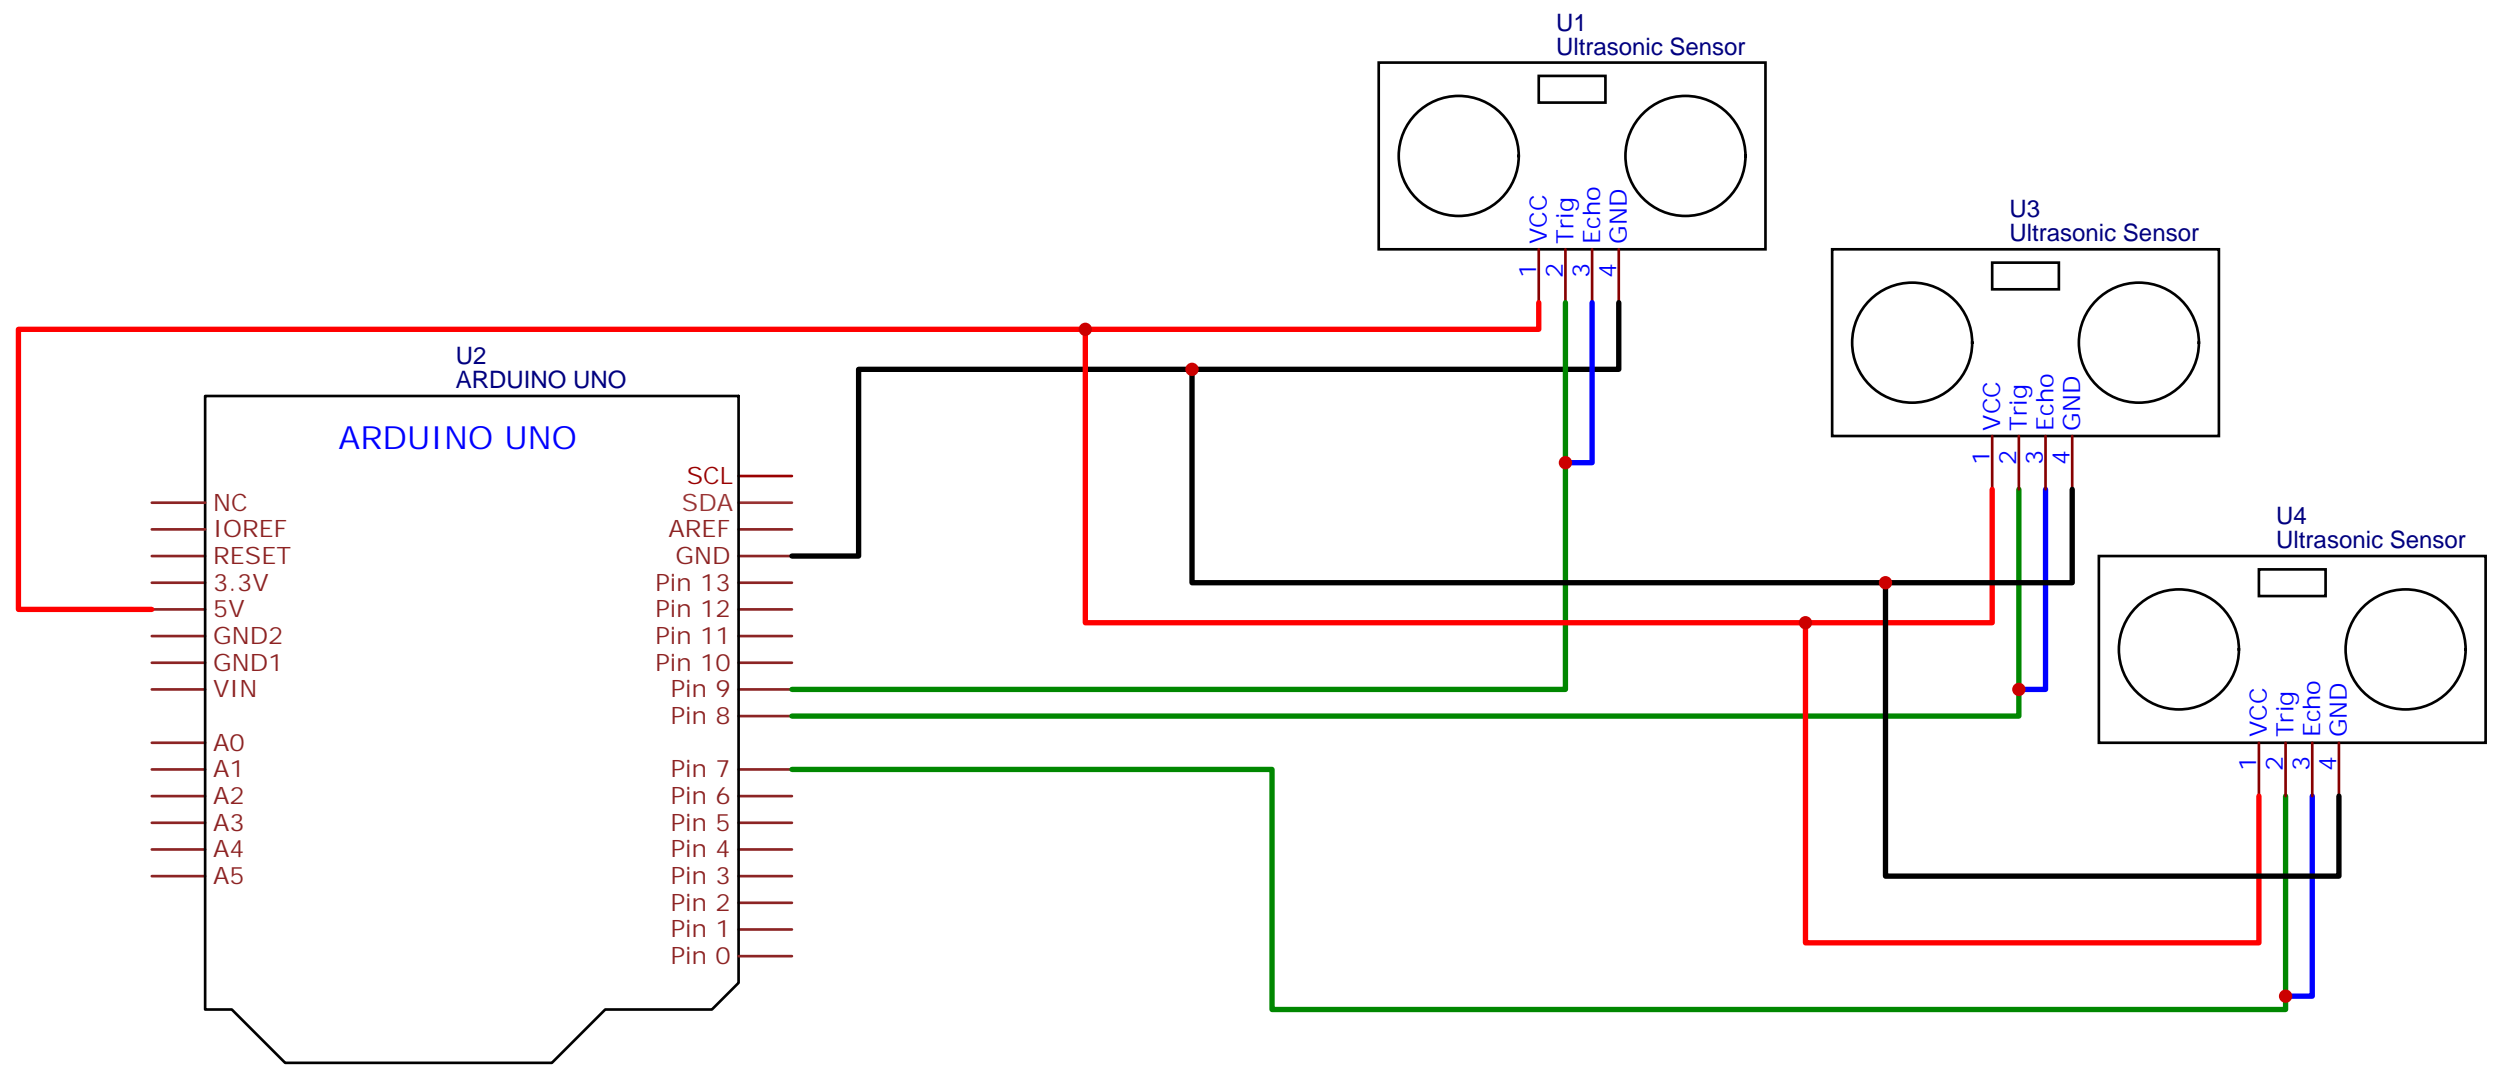 U1
Ultrasonic Sensor
VCC
Trig
Echo
GND
1
2
3
4
U3
Ultrasonic Sensor
VCC
Trig
Echo
GND
1
2
3
4
U4
Ultrasonic Sensor
VCC
Trig
Echo
GND
1
2
3
4
U2
ARDUINO UNO
ARDUINO UNO
NC
IOREF
RESET
3.3V
5V
GND2
GND1
VIN
A0
A1
A2
A3
A4
A5
SCL
SDA
AREF
GND
Pin 13
Pin 12
Pin 11
Pin 10
Pin 9
Pin 8
Pin 7
Pin 6
Pin 5
Pin 4
Pin 3
Pin 2
Pin 1
Pin 0